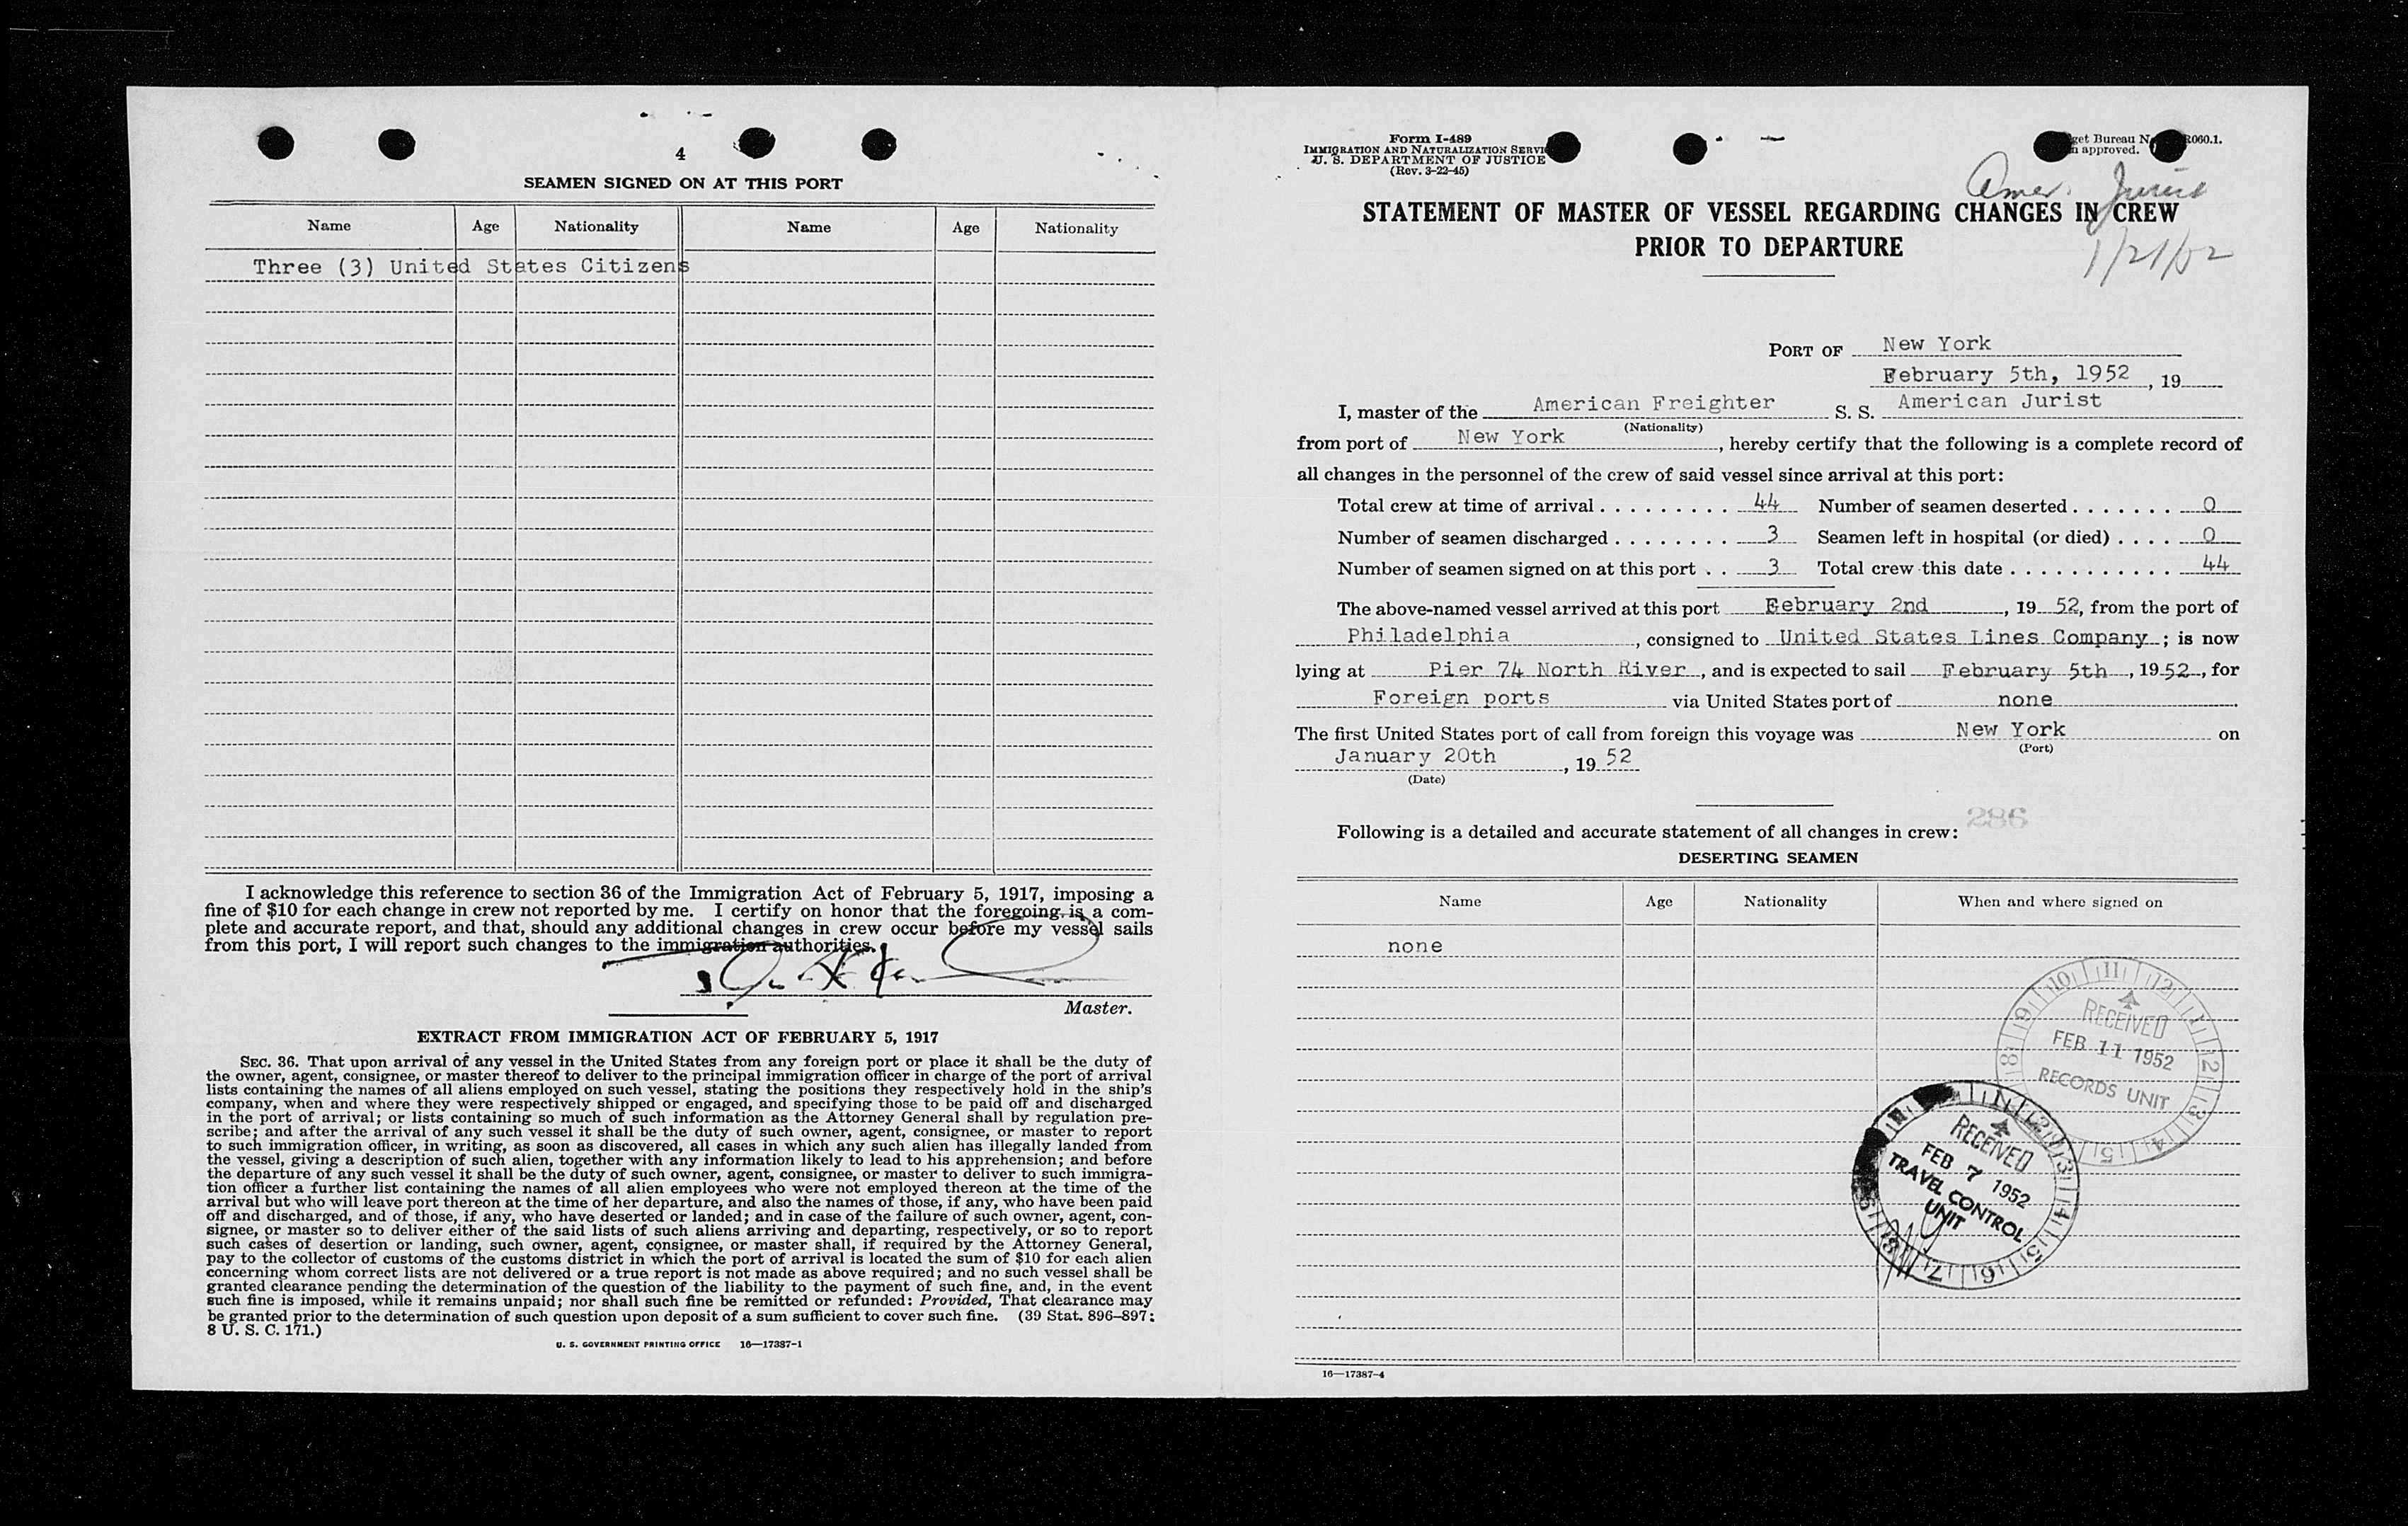 4
SEAMEN SIGNED ON AT THIS PORT
Name Age Nationality Name Age Nationality
Three (3) United States Citizens
I acknowledge this reference to section 36 of the Immigration Act of February 5, 1917, imposing a
fine of $10 for each change in crew not reported by me. I certify on honor that the foregoing is a com-
plete and accurate report, and that, should any additional changes in crew occur before my vessel sails
from this port, I will report such changes to the immigration authorities.
Master.
EXTRACT FROM IMMIGRATION ACT OF FEBRUARY 5, 1917
SEC. 36. That upon arrival of any vessel in the United States from any foreign port or place it shall be the duty of
the owner, agent, consignee, or master thereof to deliver to the principal immigration officer in charge of the port of arrival
lists containing the names of all aliens employed on such vessel, stating the positions they respectively hold in the ship's
company, when and where they were respectively shipped or engaged, and specifying those to be paid off and discharged
in the port of arrival; or lists containing so much of such information as the Attorney General shall by regulation pre-
scribe; and after the arrival of any such vessel it shall be the duty of such owner, agent, consignee, or master to report
to such immigration officer, in writing, as soon as discovered, all cases in which any such alien has illegally landed from
the vessel, giving a description of such alien, together with any information likely to lead to his apprehension; and before
the departure of any such vessel it shall be the duty of such owner, agent, consignee, or master to deliver to such immigra-
tion officer a further list containing the names of all alien employees who were not employed thereon at the time of the
arrival but who will leave port thereon at the time of her departure, and also the names of those, if any, who have been paid
off and discharged, and of those, if any, who have deserted or landed; and in case of the failure of such owner, agent, con-
signee, or master so to deliver either of the said lists of such aliens arriving and departing, respectively, or so to report
such cases of desertion or landing, such owner, agent, consignee, or master shall, if required by the Attorney General,
pay to the collector of customs of the customs district in which the port of arrival is located the sum of $10 for each alien
concerning whom correct lists are not delivered or a true report is not made as above required; and no such vessel shall be
granted clearance pending the determination of the question of the liability to the payment of such fine, and, in the event
such fine is imposed, while it remains unpaid; nor shall such fine be remitted or refunded: Provided, That clearance may
be granted prior to the determination of such question upon deposit of a sum sufficient to cover such fine. (39 Stat. 896–897;
8 U. S. C. 171.)
U. S. GOVERNMENT PRINTING OFFICE 16—17387-1
Form I-489
IMMIGRATION AND NATURALIZATION SERVI
U. S. DEPARTMENT OF JUSTICE
(Rev. 3-22-45)
get Bureau N R060.1.
approved.
Amer. Jurist
STATEMENT OF MASTER OF VESSEL REGARDING CHANGES IN CREW
PRIOR TO DEPARTURE
1/21/52
PORT OF New York
February 5th, 1952, 19
I, master of the American Freighter S. S. American Jurist
(Nationality)
from port of New York, hereby certify that the following is a complete record of
all changes in the personnel of the crew of said vessel since arrival at this port:
Total crew at time of arrival . . . . . . . . . 44 Number of seamen deserted . . . . . . . 0
Number of seamen discharged . . . . . . . . 3 Seamen left in hospital (or died) . . . . 0
Number of seamen signed on at this port . . 3 Total crew this date . . . . . . . . . . . 44
The above-named vessel arrived at this port February 2nd, 19 52, from the port of
Philadelphia, consigned to United States Lines Company; is now
lying at Pier 74 North River, and is expected to sail February 5th, 19 52, for
Foreign ports via United States port of none.
The first United States port of call from foreign this voyage was New York on
(Port)
January 20th, 19 52
(Date)
286
Following is a detailed and accurate statement of all changes in crew:
DESERTING SEAMEN
Name Age Nationality When and where signed on
none
RECEIVED
FEB 11 1952
RECORDS UNIT
RECEIVED
FEB 7 1952
TRAVEL CONTROL
UNIT
16—17387-4